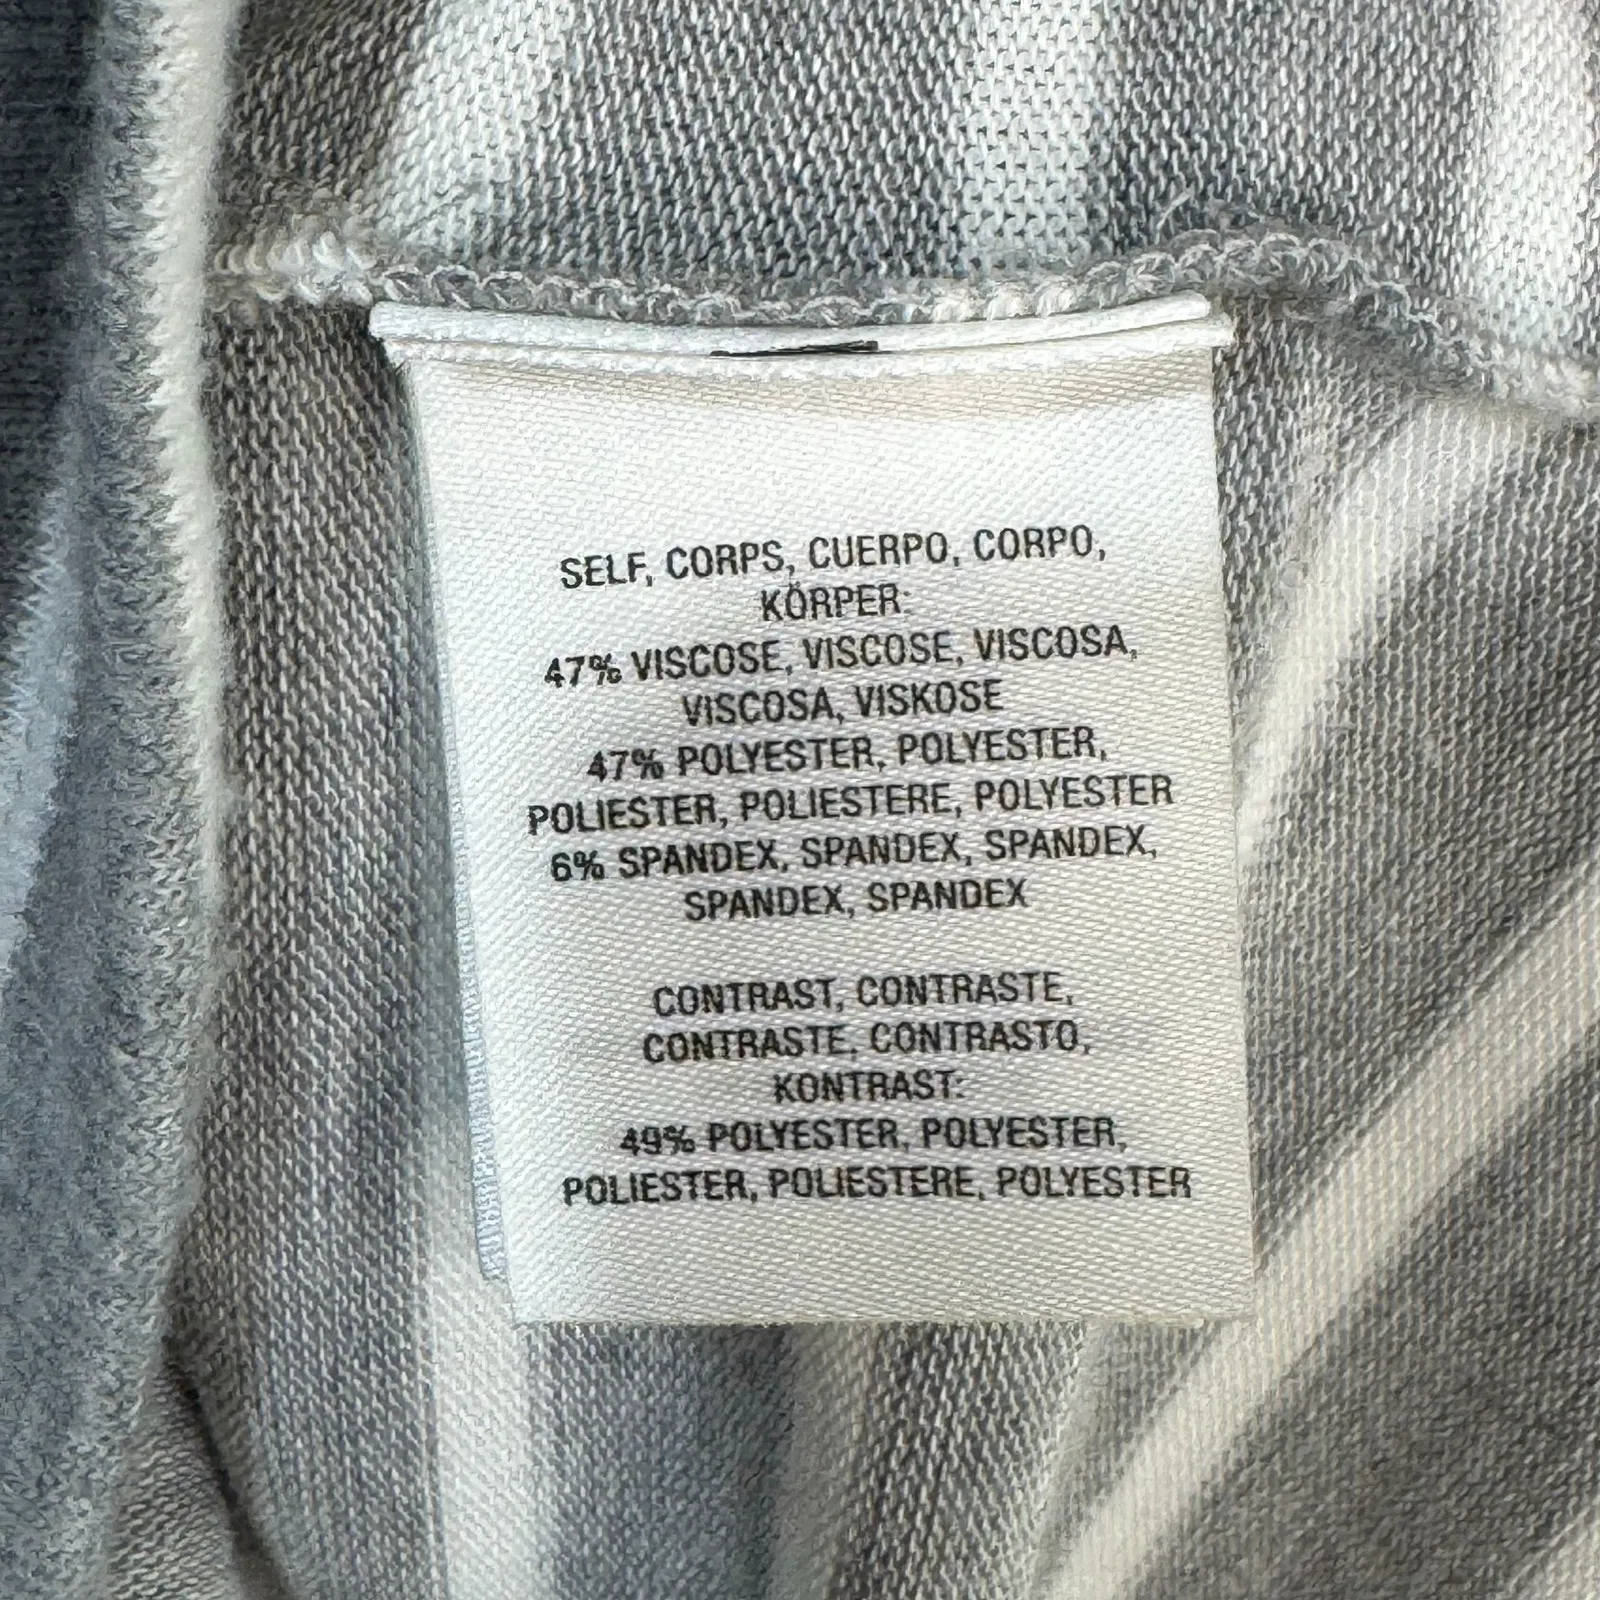 SELF, CORPS, CUERPO, CORPO,
KÖRPER:
47% VISCOSE, VISCOSE, VISCOSA,
VISCOSA, VISKOSE
47% POLYESTER, POLYESTER,
POLIESTER, POLIESTERE, POLYESTER
6% SPANDEX, SPANDEX, SPANDEX,
SPANDEX, SPANDEX
CONTRAST, CONTRASTE,
CONTRASTE, CONTRASTO,
KONTRAST:
49% POLYESTER, POLYESTER,
POLIESTER, POLIESTERE, POLYESTER